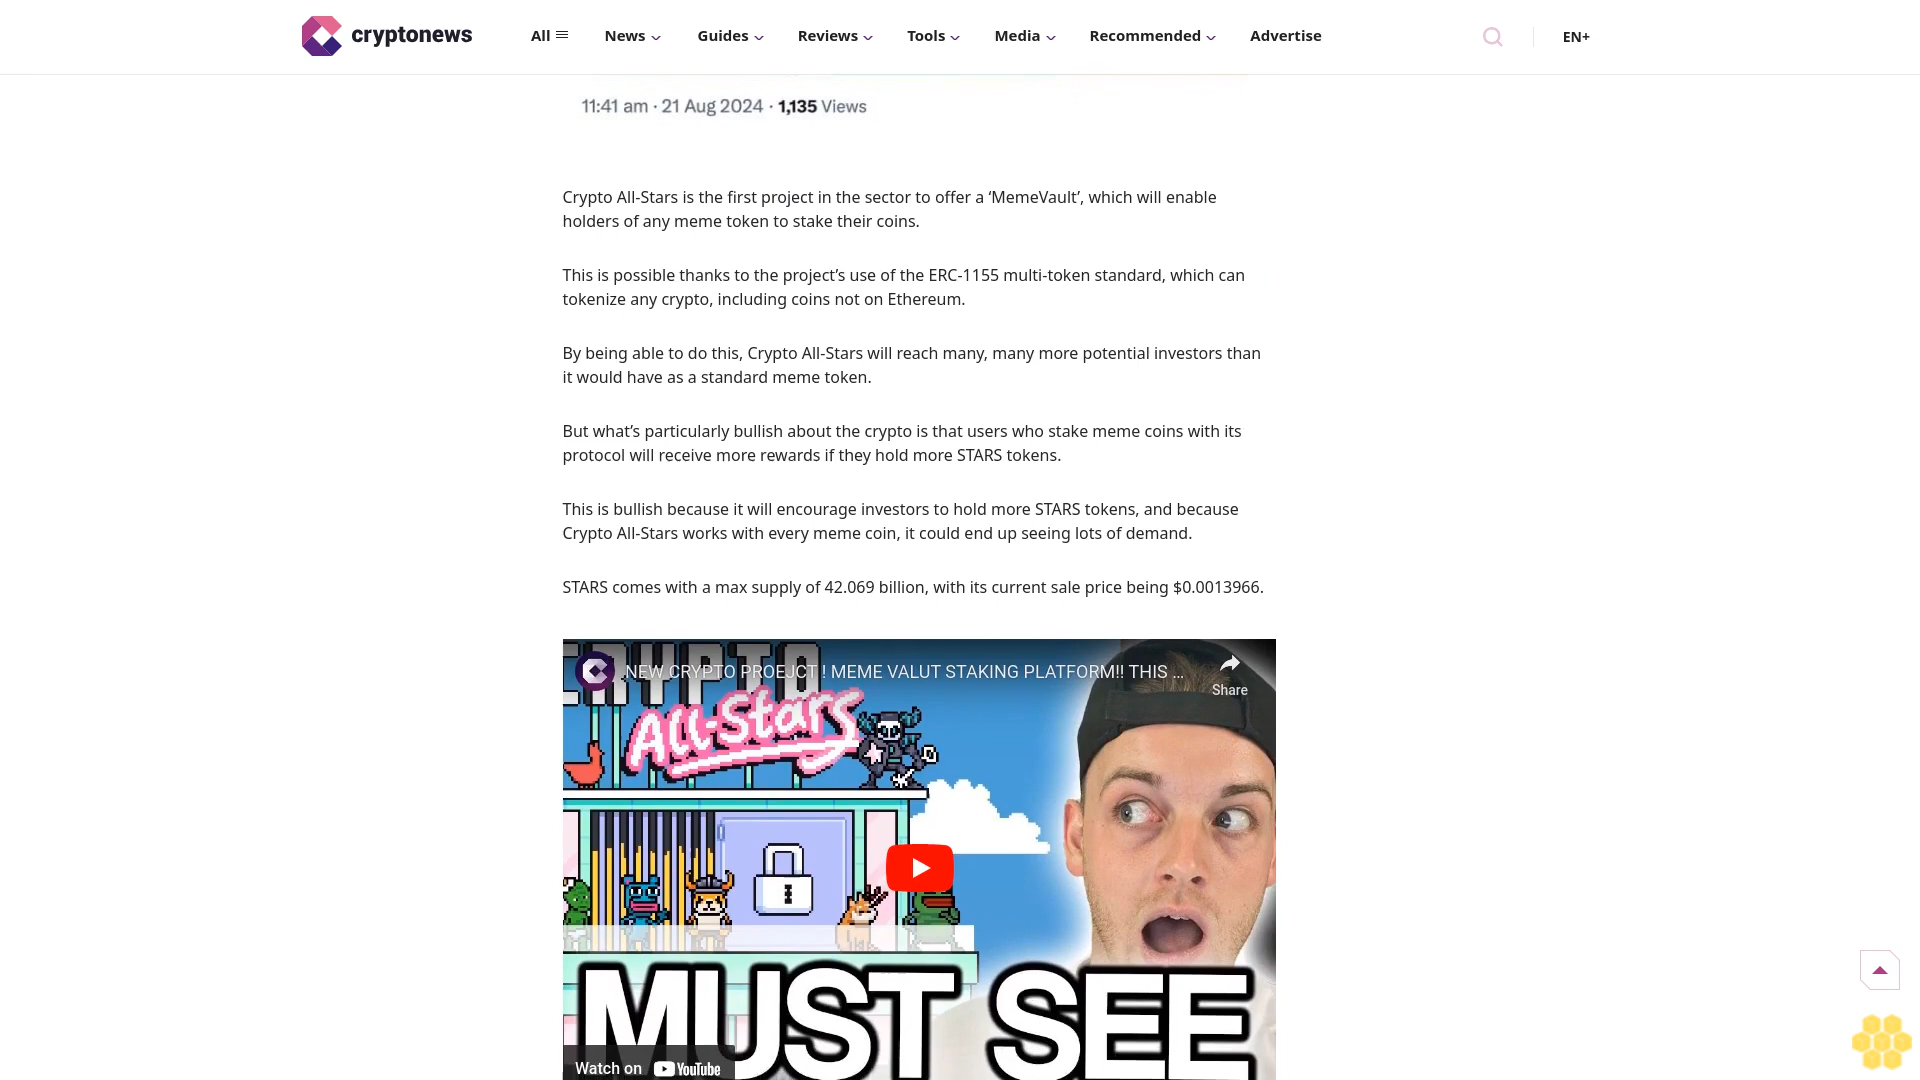 cryptonews
All
News
Guides
Reviews
Tools
Media
Recommended
Advertise
EN+
11:41 am · 21 Aug 2024 · 1,135 Views
Crypto All-Stars is the first project in the sector to offer a ‘MemeVault’, which will enable
holders of any meme token to stake their coins.
This is possible thanks to the project’s use of the ERC-1155 multi-token standard, which can
tokenize any crypto, including coins not on Ethereum.
By being able to do this, Crypto All-Stars will reach many, many more potential investors than
it would have as a standard meme token.
But what’s particularly bullish about the crypto is that users who stake meme coins with its
protocol will receive more rewards if they hold more STARS tokens.
This is bullish because it will encourage investors to hold more STARS tokens, and because
Crypto All-Stars works with every meme coin, it could end up seeing lots of demand.
STARS comes with a max supply of 42.069 billion, with its current sale price being $0.0013966.
CRYPTO
NEW CRYPTO PROEJCT ! MEME VALUT STAKING PLATFORM!! THIS ...
Share
All-Stars
MUST SEE
Watch on YouTube